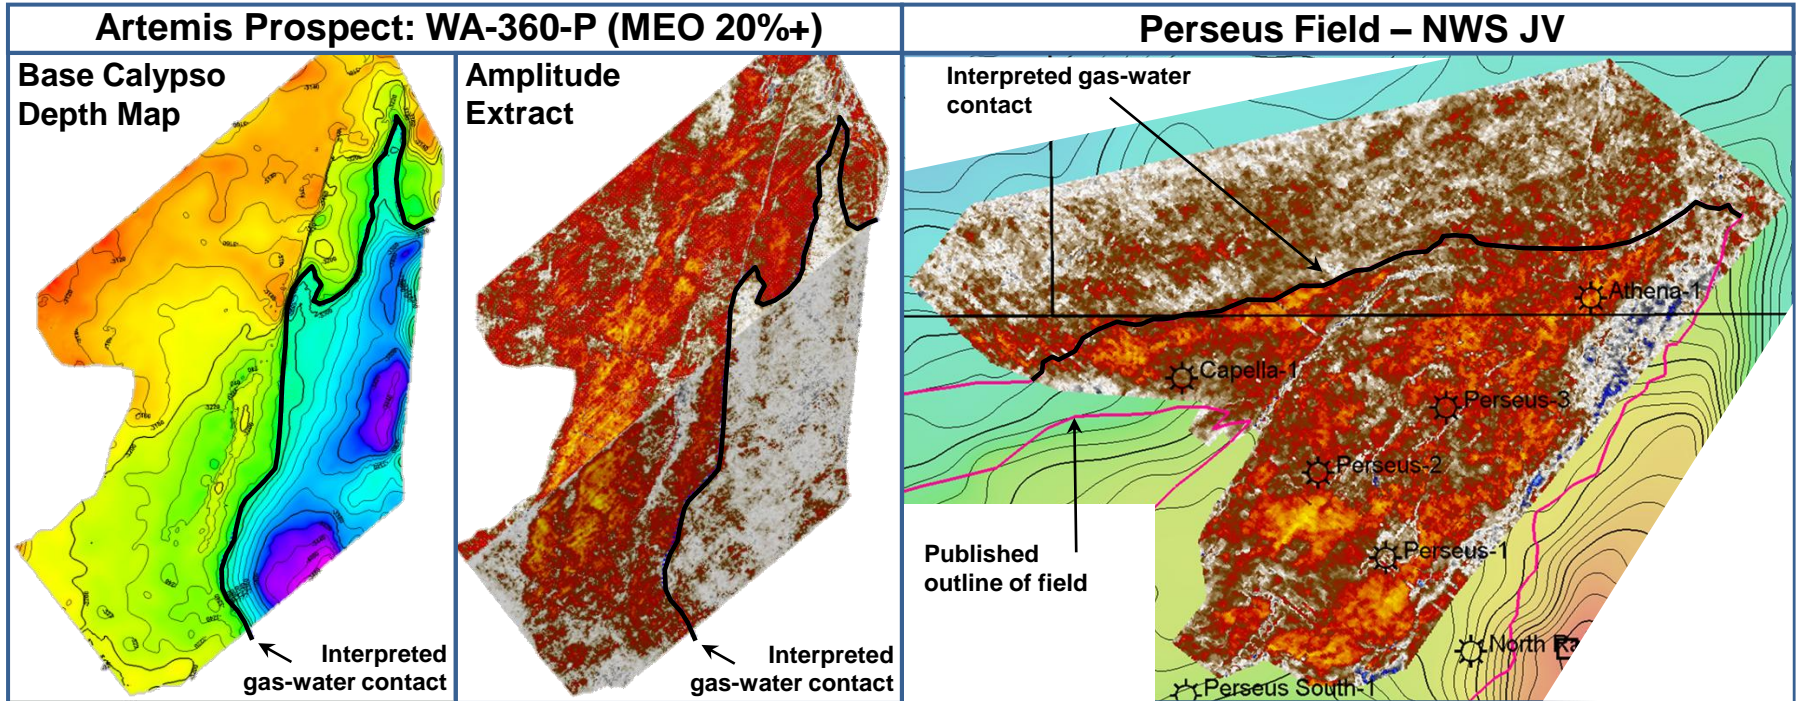 Artemis Prospect: WA-360-P (MEO 20%+)
Perseus Field – NWS JV
Base Calypso
Depth Map
Amplitude
Extract
Interpreted gas-water
contact
Athena-1
Capella-1
Perseus-3
Perseus-2
Perseus-1
Published
outline of field
North Ra
Perseus South-1
Interpreted
gas-water contact
Interpreted
gas-water contact